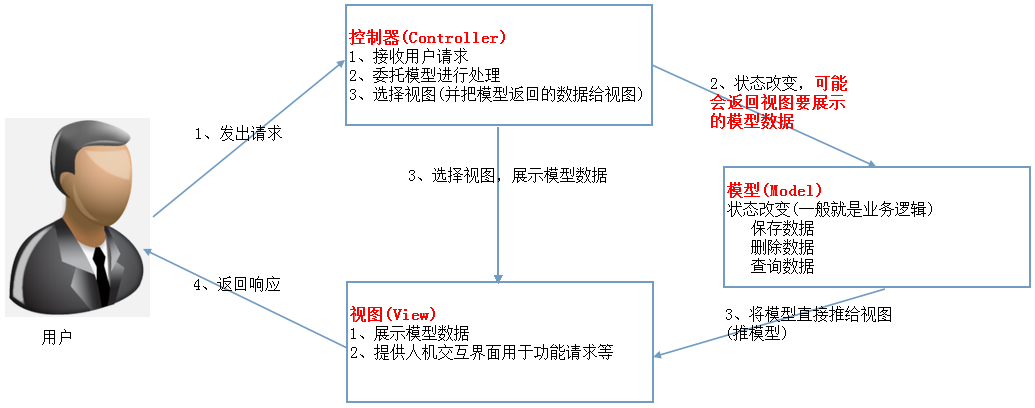 控制器(Controller)
1、接收用户请求
2、委托模型进行处理
3、选择视图(并把模型返回的数据给视图)
2、状态改变，可能
会返回视图要展示
的模型数据
1、发出请求
3、选择视图，展示模型数据
模型(Model)
状态改变(一般就是业务逻辑)
保存数据
删除数据
查询数据
4、返回响应
视图(View)
1、展示模型数据
2、提供人机交互界面用于功能请求等
3、将模型直接推给视图
(推模型)
用户